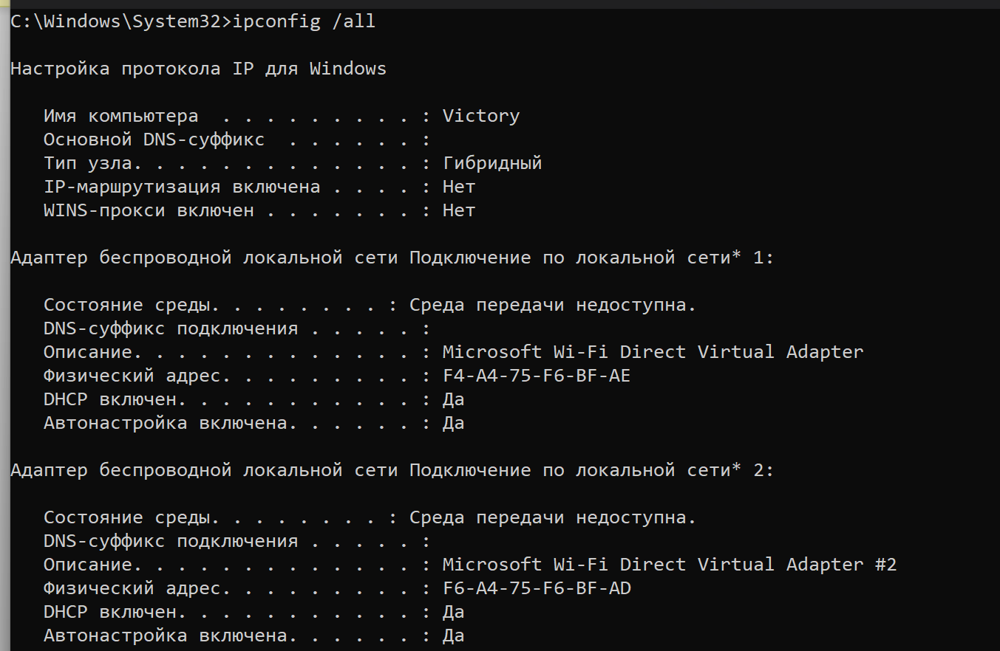 C:\Windows\System32>ipconfig /all
Настройка протокола IP для Windows
Имя компьютера  . . . . . . . . . : Victory
Основной DNS-суффикс  . . . . . . :
Тип узла. . . . . . . . . . . . . : Гибридный
IP-маршрутизация включена . . . . : Нет
WINS-прокси включен . . . . . . . : Нет
Адаптер беспроводной локальной сети Подключение по локальной сети* 1:
Состояние среды. . . . . . . . : Среда передачи недоступна.
DNS-суффикс подключения . . . . . :
Описание. . . . . . . . . . . . . : Microsoft Wi-Fi Direct Virtual Adapter
Физический адрес. . . . . . . . . : F4-A4-75-F6-BF-AE
DHCP включен. . . . . . . . . . . : Да
Автонастройка включена. . . . . . : Да
Адаптер беспроводной локальной сети Подключение по локальной сети* 2:
Состояние среды. . . . . . . . : Среда передачи недоступна.
DNS-суффикс подключения . . . . . :
Описание. . . . . . . . . . . . . : Microsoft Wi-Fi Direct Virtual Adapter #2
Физический адрес. . . . . . . . . : F6-A4-75-F6-BF-AD
DHCP включен. . . . . . . . . . . : Да
Автонастройка включена. . . . . . : Да